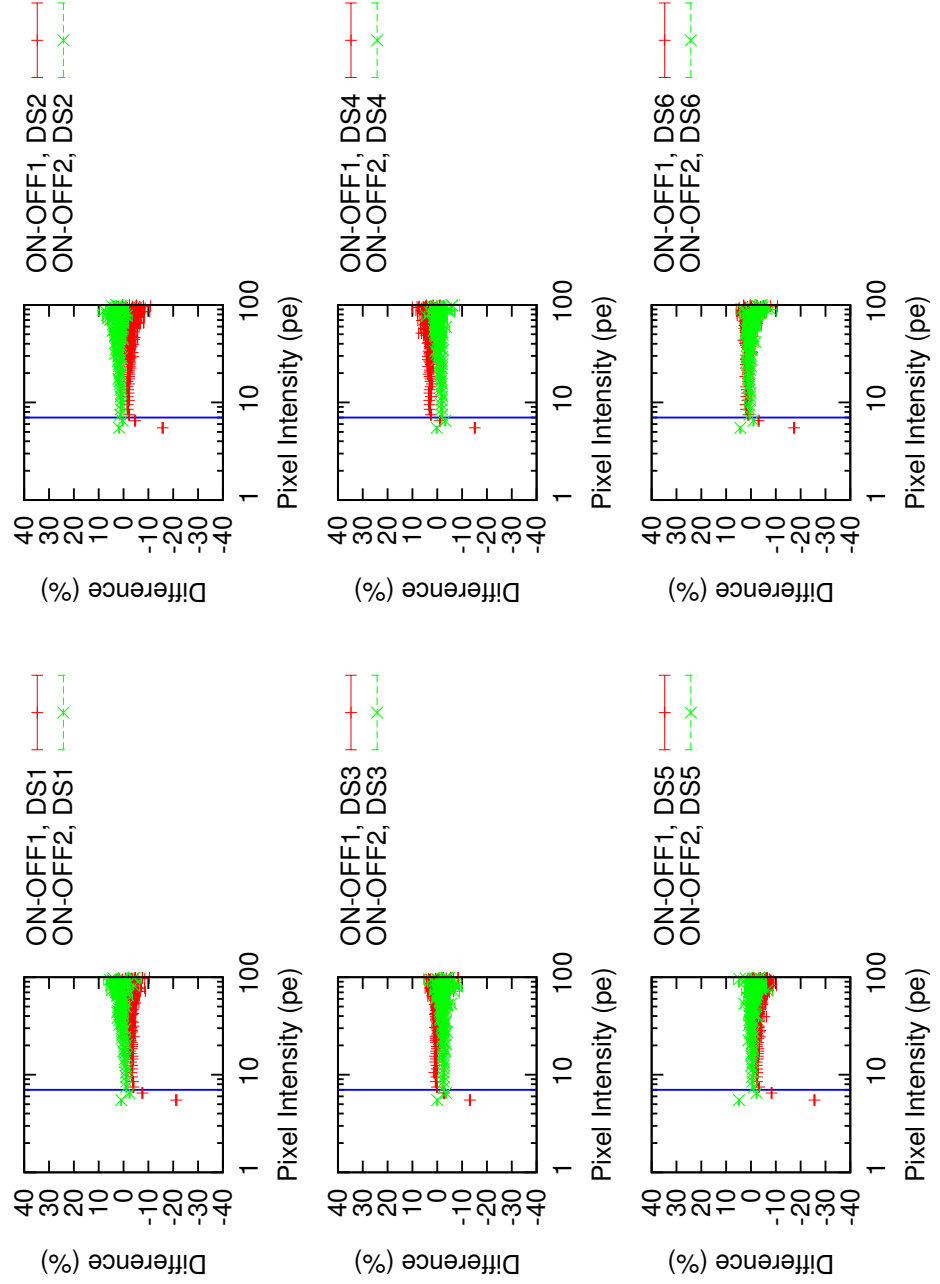 ON-OFF1, DS1
ON-OFF2, DS1
40
30
20
10
0
-10
-20
-30
-40
Difference (%)
1 10 100
Pixel Intensity (pe)
ON-OFF1, DS2
ON-OFF2, DS2
40
30
20
10
0
-10
-20
-30
-40
Difference (%)
1 10 100
Pixel Intensity (pe)
ON-OFF1, DS3
ON-OFF2, DS3
40
30
20
10
0
-10
-20
-30
-40
Difference (%)
1 10 100
Pixel Intensity (pe)
ON-OFF1, DS4
ON-OFF2, DS4
40
30
20
10
0
-10
-20
-30
-40
Difference (%)
1 10 100
Pixel Intensity (pe)
ON-OFF1, DS5
ON-OFF2, DS5
40
30
20
10
0
-10
-20
-30
-40
Difference (%)
1 10 100
Pixel Intensity (pe)
ON-OFF1, DS6
ON-OFF2, DS6
40
30
20
10
0
-10
-20
-30
-40
Difference (%)
1 10 100
Pixel Intensity (pe)